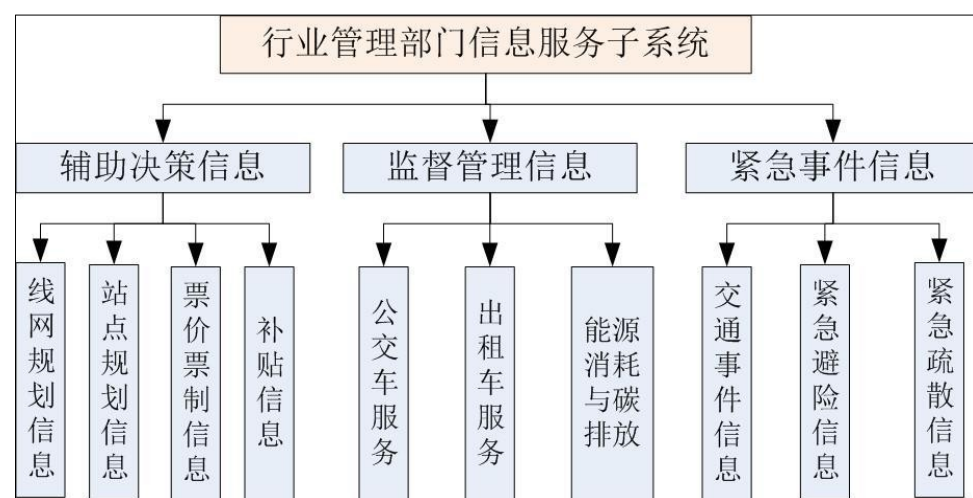 行业管理部门信息服务子系统
辅助决策信息
监督管理信息
紧急事件信息
线网规划信息
站点规划信息
票价票制信息
补贴信息
公交车服务
出租车服务
能源
消耗
与碳
排放
交通事件信息
紧急避险信息
紧急疏散信息